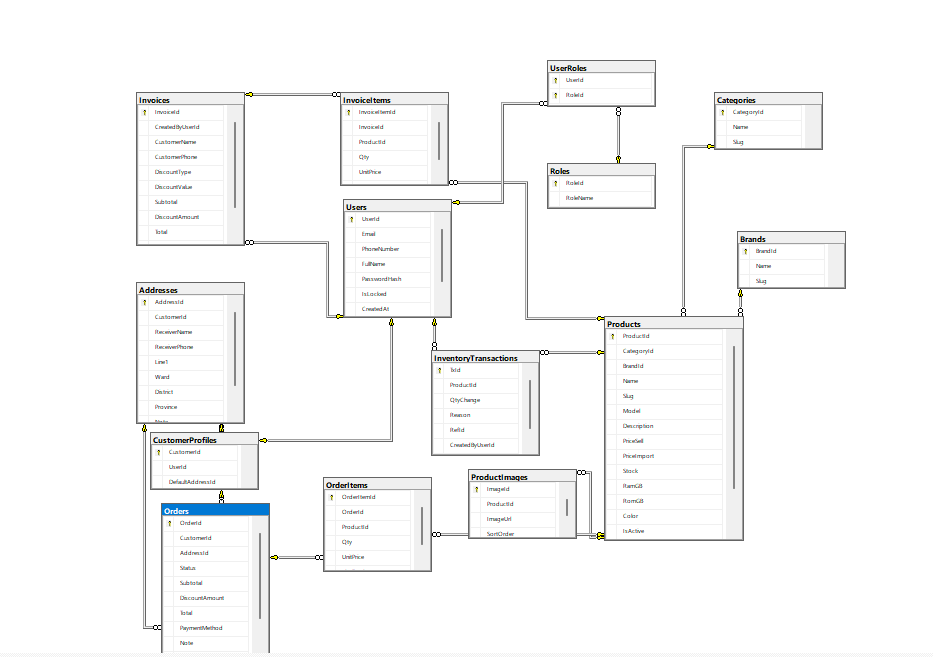 UserRoles
UserId
RoleId
Invoices
InvoiceId
CreatedByUserId
CustomerName
CustomerPhone
DiscountType
DiscountValue
Subtotal
DiscountAmount
Total
InvoiceItems
InvoiceItemId
InvoiceId
ProductId
Qty
UnitPrice
Categories
CategoryId
Name
Slug
Roles
RoleId
RoleName
Users
UserId
Email
PhoneNumber
FullName
PasswordHash
IsLocked
CreatedAt
Brands
BrandId
Name
Slug
Addresses
AddressId
CustomerId
ReceiverName
ReceiverPhone
Line1
Ward
District
Province
Note
Products
ProductId
CategoryId
BrandId
Name
Slug
Model
Description
PriceSell
PriceImport
Stock
RamGB
RomGB
Color
IsActive
InventoryTransactions
TxId
ProductId
QtyChange
Reason
RefId
CreatedByUserId
CustomerProfiles
CustomerId
UserId
DefaultAddressId
ProductImages
ImageId
ProductId
ImageUrl
SortOrder
OrderItems
OrderItemId
OrderId
ProductId
Qty
UnitPrice
Orders
OrderId
CustomerId
AddressId
Status
Subtotal
DiscountAmount
Total
PaymentMethod
Note